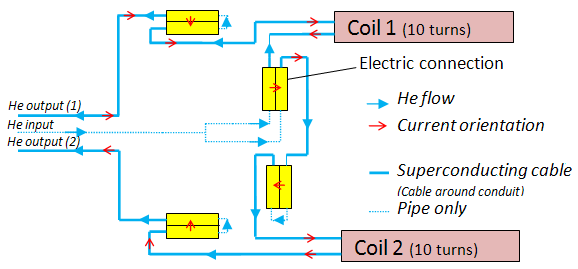 Coil 1 (10 turns)
Electric connection
He flow
Current orientation
He output (1)
He input
He output (2)
Superconducting cable
(Cable around conduit)
Pipe only
Coil 2 (10 turns)